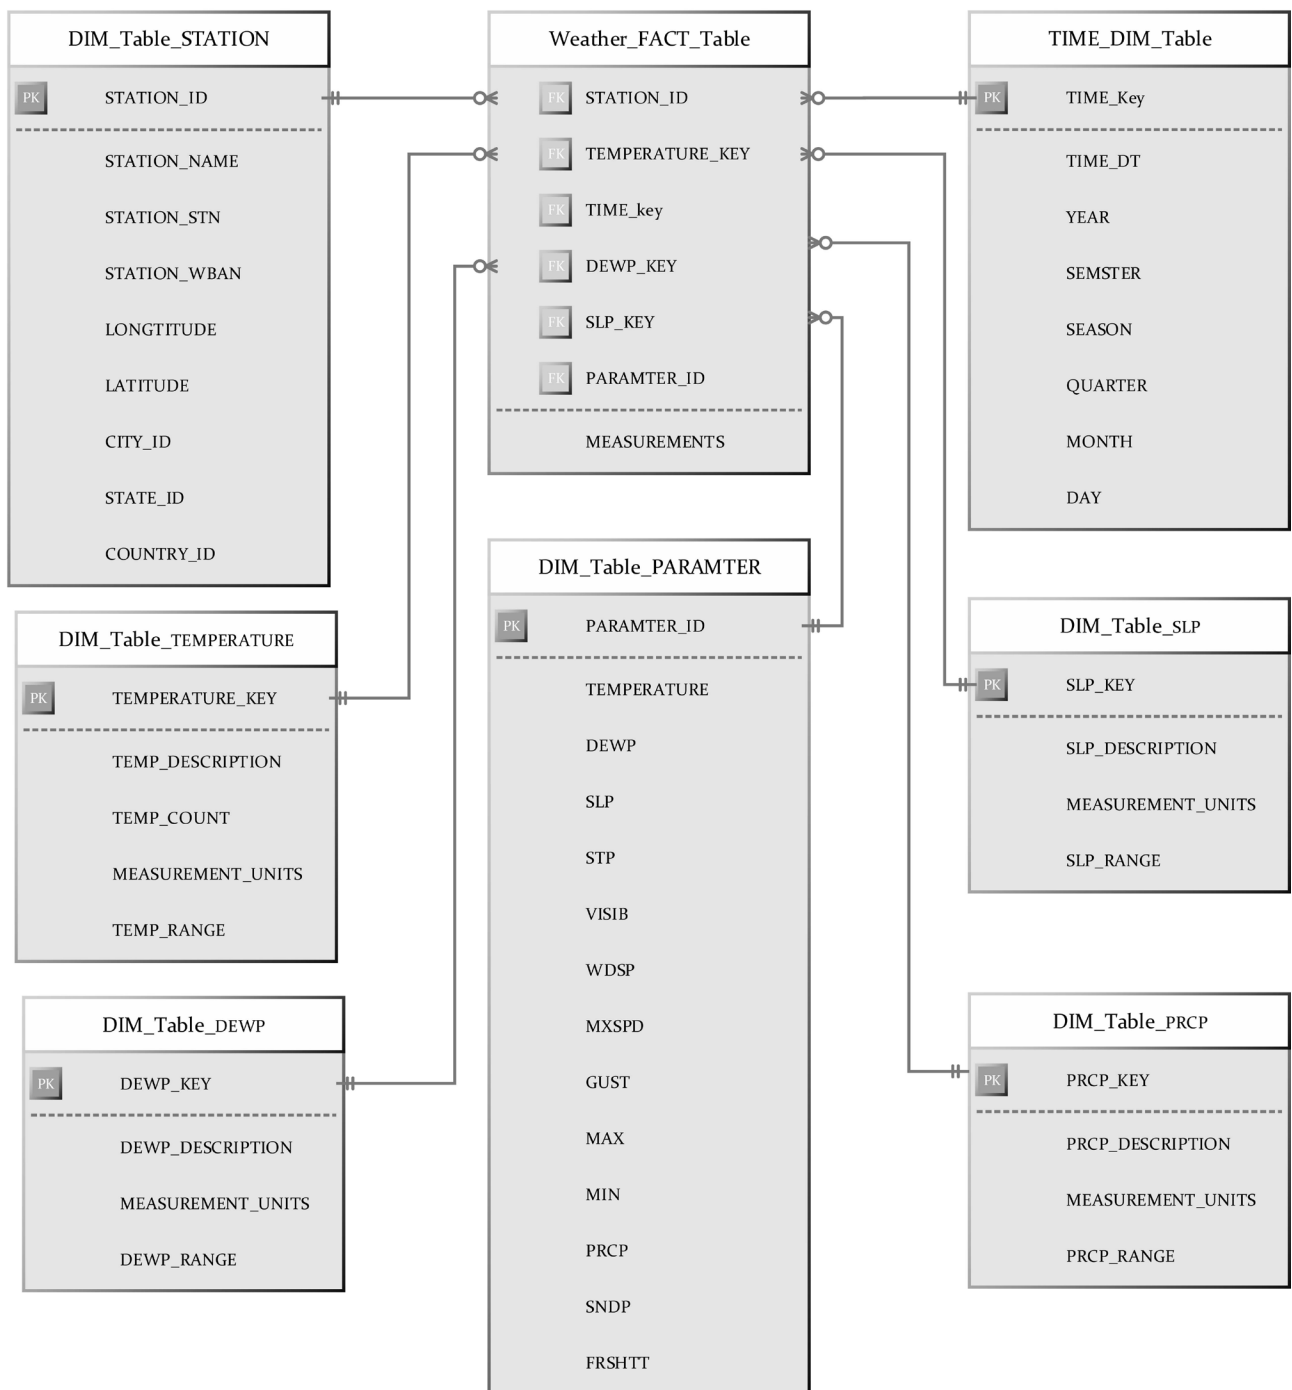 DIM_Table_STATION
PK STATION_ID
STATION_NAME
STATION_STN
STATION_WBAN
LONGTITUDE
LATITUDE
CITY_ID
STATE_ID
COUNTRY_ID
Weather_FACT_Table
FK STATION_ID
FK TEMPERATURE_KEY
FK TIME_key
FK DEWP_KEY
FK SLP_KEY
FK PARAMTER_ID
MEASUREMENTS
TIME_DIM_Table
PK TIME_Key
TIME_DT
YEAR
SEMSTER
SEASON
QUARTER
MONTH
DAY
DIM_Table_TEMPERATURE
PK TEMPERATURE_KEY
TEMP_DESCRIPTION
TEMP_COUNT
MEASUREMENT_UNITS
TEMP_RANGE
DIM_Table_DEWP
PK DEWP_KEY
DEWP_DESCRIPTION
MEASUREMENT_UNITS
DEWP_RANGE
DIM_Table_PARAMTER
PK PARAMTER_ID
TEMPERATURE
DEWP
SLP
STP
VISIB
WDSP
MXSPD
GUST
MAX
MIN
PRCP
SNDP
FRSHTT
DIM_Table_SLP
PK SLP_KEY
SLP_DESCRIPTION
MEASUREMENT_UNITS
SLP_RANGE
DIM_Table_PRCP
PK PRCP_KEY
PRCP_DESCRIPTION
MEASUREMENT_UNITS
PRCP_RANGE